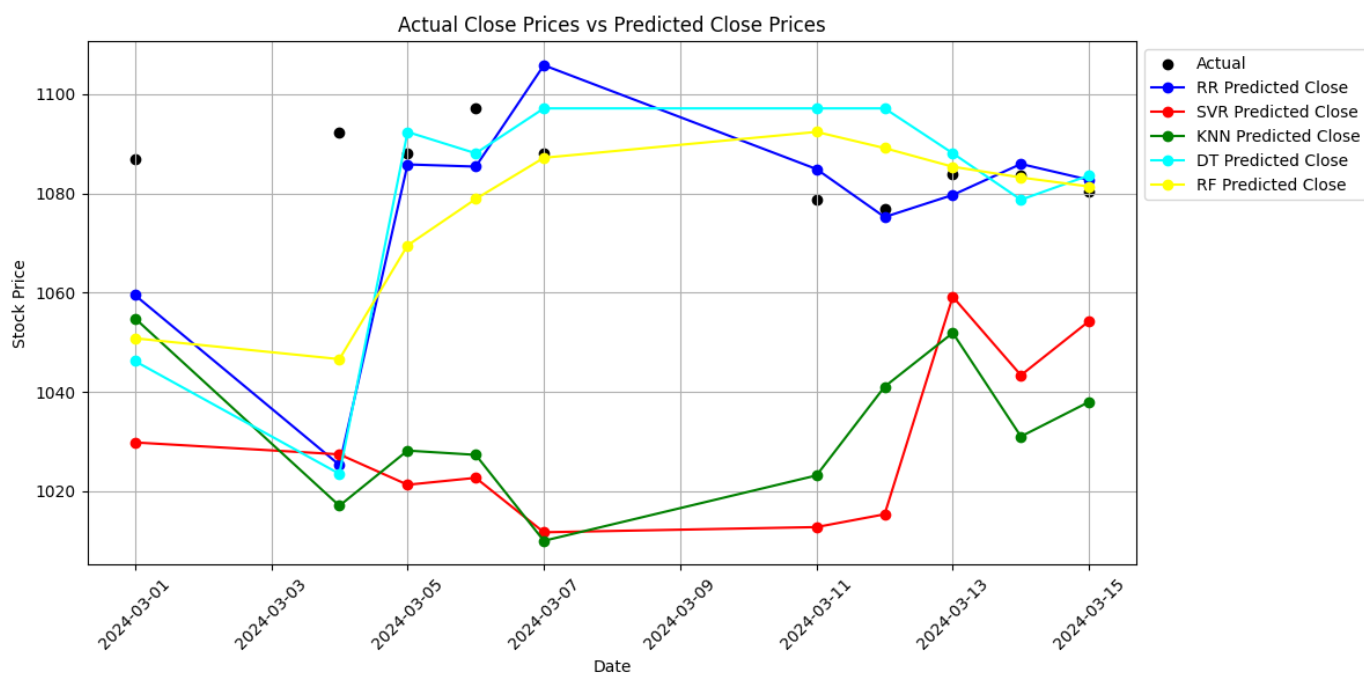 Actual Close Prices vs Predicted Close Prices
Stock Price
1100
1080
1060
1040
1020
2024-03-01
2024-03-03
2024-03-05
2024-03-07
2024-03-09
2024-03-11
2024-03-13
2024-03-15
Date
Actual
RR Predicted Close
SVR Predicted Close
KNN Predicted Close
DT Predicted Close
RF Predicted Close